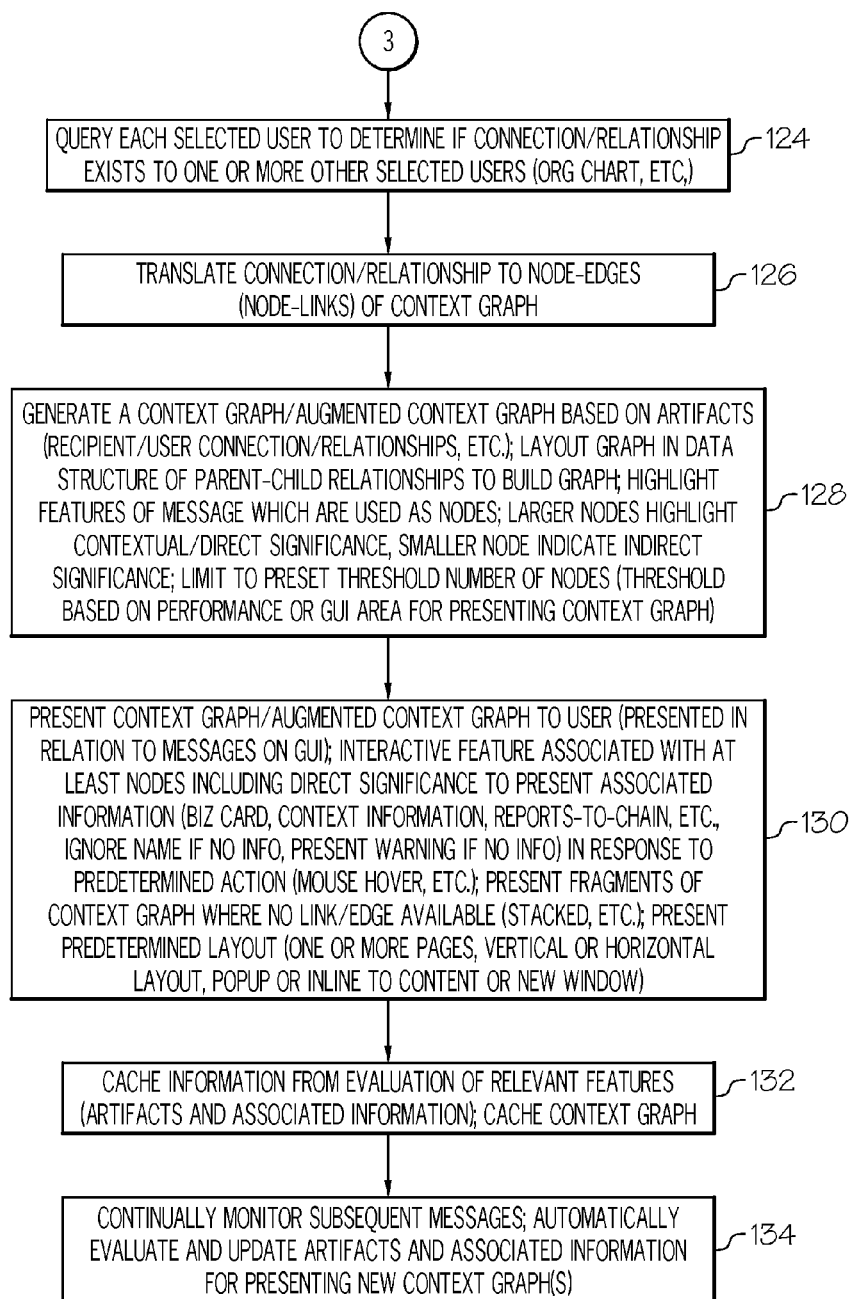 3
QUERY EACH SELECTED USER TO DETERMINE IF CONNECTION/RELATIONSHIP
EXISTS TO ONE OR MORE OTHER SELECTED USERS (ORG CHART, ETC,)
124
TRANSLATE CONNECTION/RELATIONSHIP TO NODE-EDGES
(NODE-LINKS) OF CONTEXT GRAPH
126
GENERATE A CONTEXT GRAPH/AUGMENTED CONTEXT GRAPH BASED ON ARTIFACTS
(RECIPIENT/USER CONNECTION/RELATIONSHIPS, ETC.); LAYOUT GRAPH IN DATA
STRUCTURE OF PARENT-CHILD RELATIONSHIPS TO BUILD GRAPH; HIGHLIGHT
FEATURES OF MESSAGE WHICH ARE USED AS NODES; LARGER NODES HIGHLIGHT
CONTEXTUAL/DIRECT SIGNIFICANCE, SMALLER NODE INDICATE INDIRECT
SIGNIFICANCE; LIMIT TO PRESET THRESHOLD NUMBER OF NODES (THRESHOLD
BASED ON PERFORMANCE OR GUI AREA FOR PRESENTING CONTEXT GRAPH)
128
PRESENT CONTEXT GRAPH/AUGMENTED CONTEXT GRAPH TO USER (PRESENTED IN
RELATION TO MESSAGES ON GUI); INTERACTIVE FEATURE ASSOCIATED WITH AT
LEAST NODES INCLUDING DIRECT SIGNIFICANCE TO PRESENT ASSOCIATED
INFORMATION (BIZ CARD, CONTEXT INFORMATION, REPORTS-TO-CHAIN, ETC.,
IGNORE NAME IF NO INFO, PRESENT WARNING IF NO INFO) IN RESPONSE TO
PREDETERMINED ACTION (MOUSE HOVER, ETC.); PRESENT FRAGMENTS OF
CONTEXT GRAPH WHERE NO LINK/EDGE AVAILABLE (STACKED, ETC.); PRESENT
PREDETERMINED LAYOUT (ONE OR MORE PAGES, VERTICAL OR HORIZONTAL
LAYOUT, POPUP OR INLINE TO CONTENT OR NEW WINDOW)
130
CACHE INFORMATION FROM EVALUATION OF RELEVANT FEATURES
(ARTIFACTS AND ASSOCIATED INFORMATION); CACHE CONTEXT GRAPH
132
CONTINUALLY MONITOR SUBSEQUENT MESSAGES; AUTOMATICALLY
EVALUATE AND UPDATE ARTIFACTS AND ASSOCIATED INFORMATION
FOR PRESENTING NEW CONTEXT GRAPH(S)
134